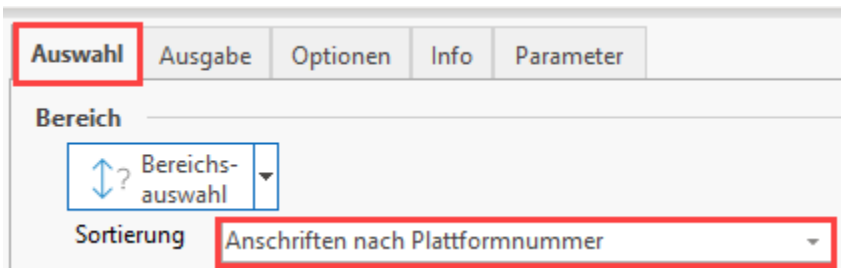 Auswahl Ausgabe Optionen Info Parameter
Bereich
? Bereichs-
auswahl
Sortierung Anschriften nach Plattformnummer